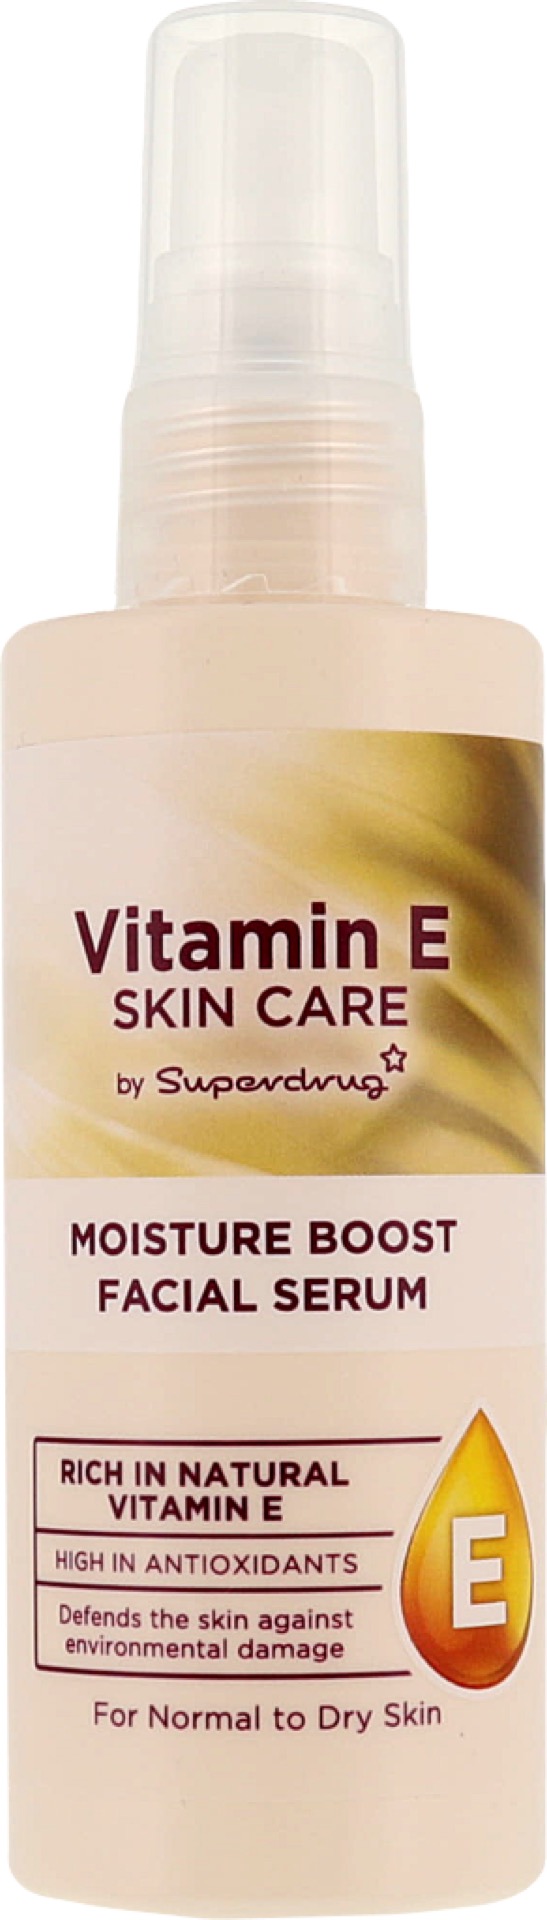 Vitamin E
SKIN CARE
by Superdrug
MOISTURE BOOST
FACIAL SERUM
RICH IN NATURAL
VITAMIN E
HIGH IN ANTIOXIDANTS
Defends the skin against
environmental damage
E
For Normal to Dry Skin